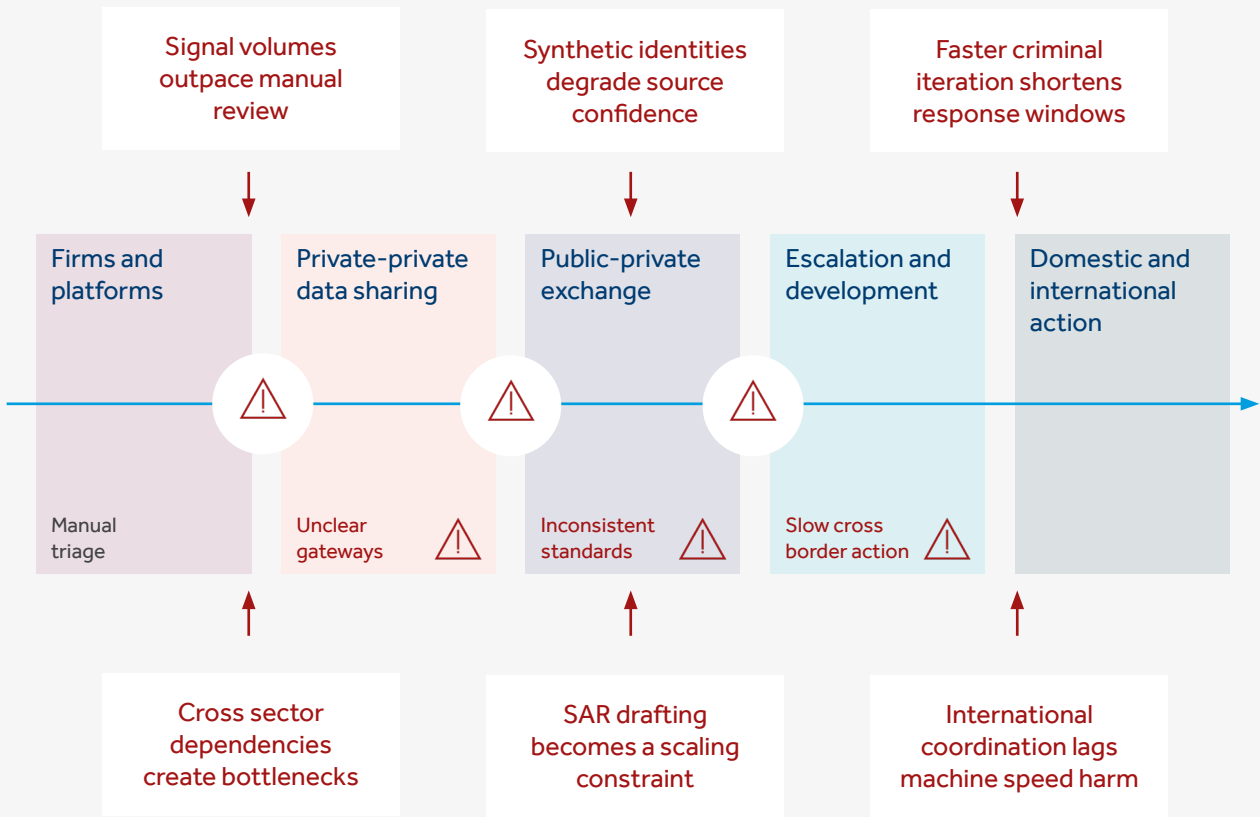 Signal volumes
outpace manual
review
Synthetic identities
degrade source
confidence
Faster criminal
iteration shortens
response windows
Firms and
platforms
Private-private
data sharing
Public-private
exchange
Escalation and
development
Domestic and
international
action
Manual
triage
Unclear
gateways
Inconsistent
standards
Slow cross
border action
Cross sector
dependencies
create bottlenecks
SAR drafting
becomes a scaling
constraint
International
coordination lags
machine speed harm